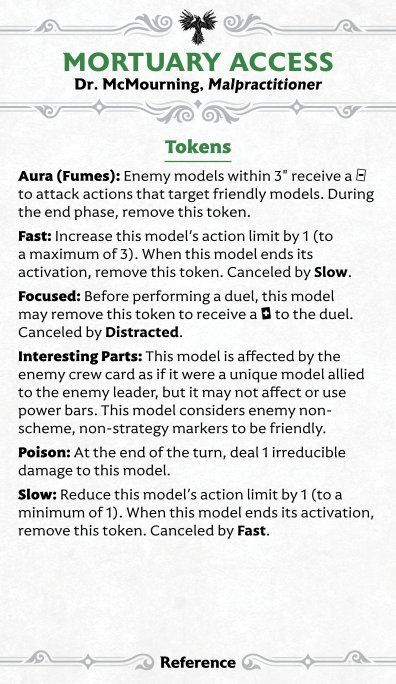 MORTUARY ACCESS
Dr. McMourning, Malpractitioner
Tokens
Aura (Fumes): Enemy models within 3" receive a
to attack actions that target friendly models. During
the end phase, remove this token.
Fast: Increase this model's action limit by 1 (to
a maximum of 3). When this model ends its
activation, remove this token. Canceled by Slow.
Focused: Before performing a duel, this model
may remove this token to receive a to the duel.
Canceled by Distracted.
Interesting Parts: This model is affected by the
enemy crew card as if it were a unique model allied
to the enemy leader, but it may not affect or use
power bars. This model considers enemy non-
scheme, non-strategy markers to be friendly.
Poison: At the end of the turn, deal 1 irreducible
damage to this model.
Slow: Reduce this model's action limit by 1 (to a
minimum of 1). When this model ends its activation,
remove this token. Canceled by Fast.
Reference